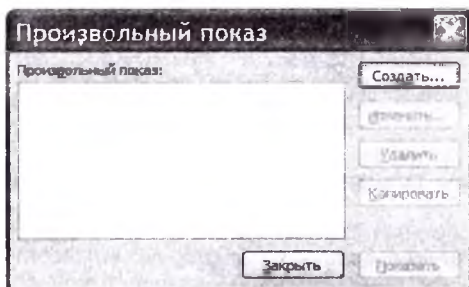 Произвольный показ
Произвольный показ:
Создать...
Изменить...
Удалить
Копировать
Закрыть
Показать